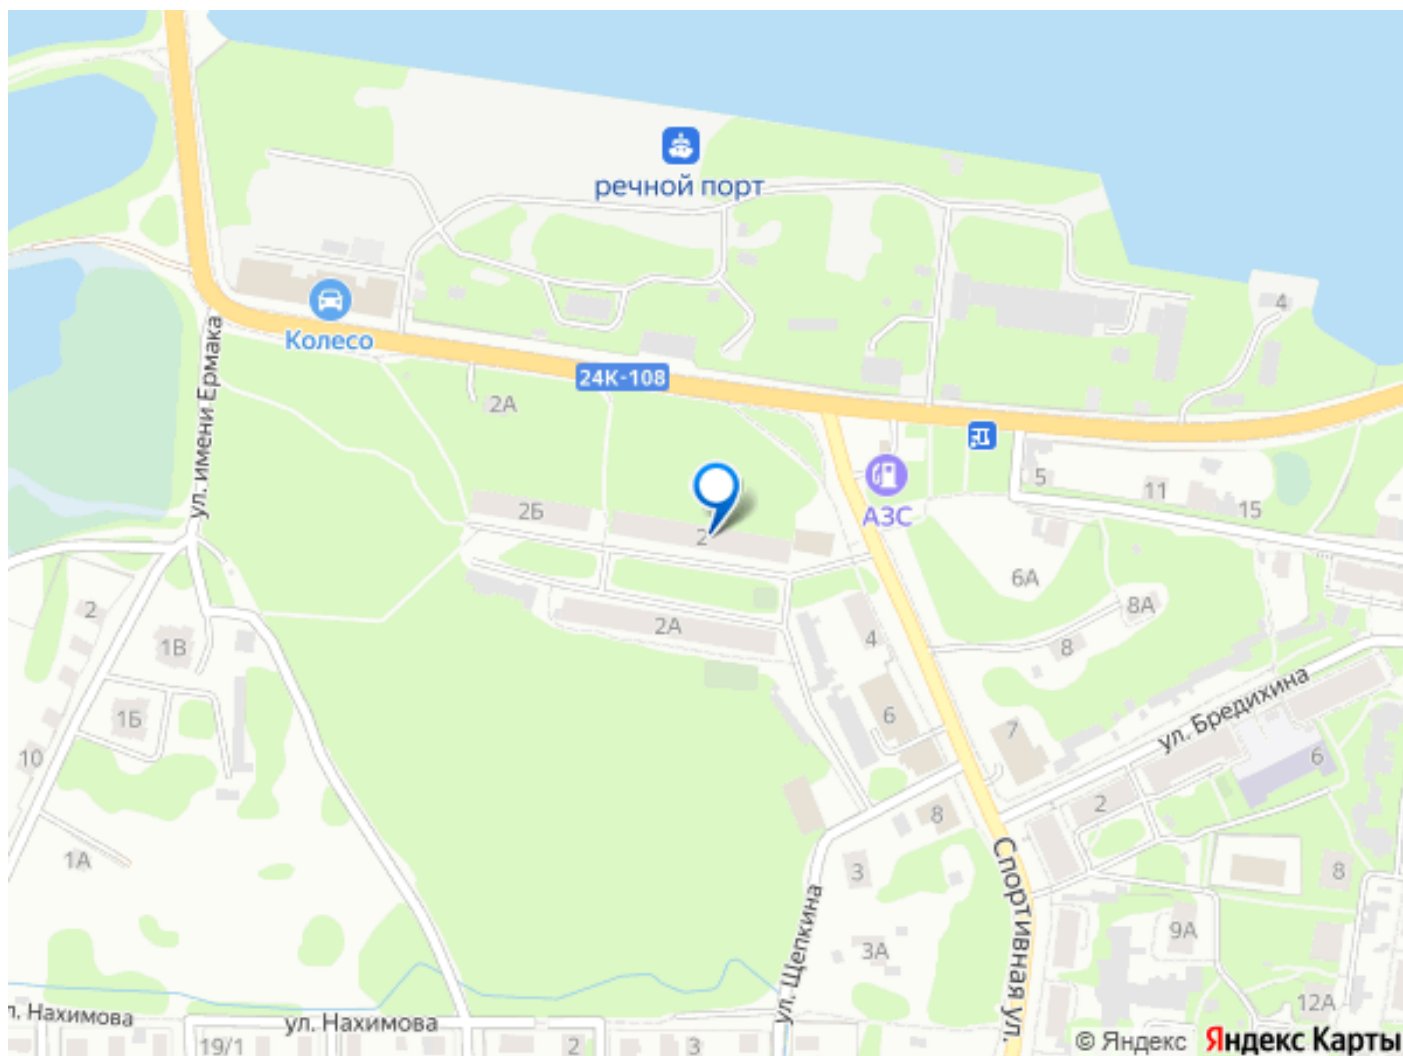 речной порт
4
Колесо
24К-108
2А
ул. имени Ермака
5
11
15
АЗС
2Б
2
6А
8А
2
1В
2А
4
8
1Б
6
7
ул. Бредихина
6
10
2
8
1А
3
8
Спортивная ул.
ул. Щепкина
3А
9А
12А
л. Нахимова
ул. Нахимова
19/1
2
3
© Яндекс Яндекс Карты